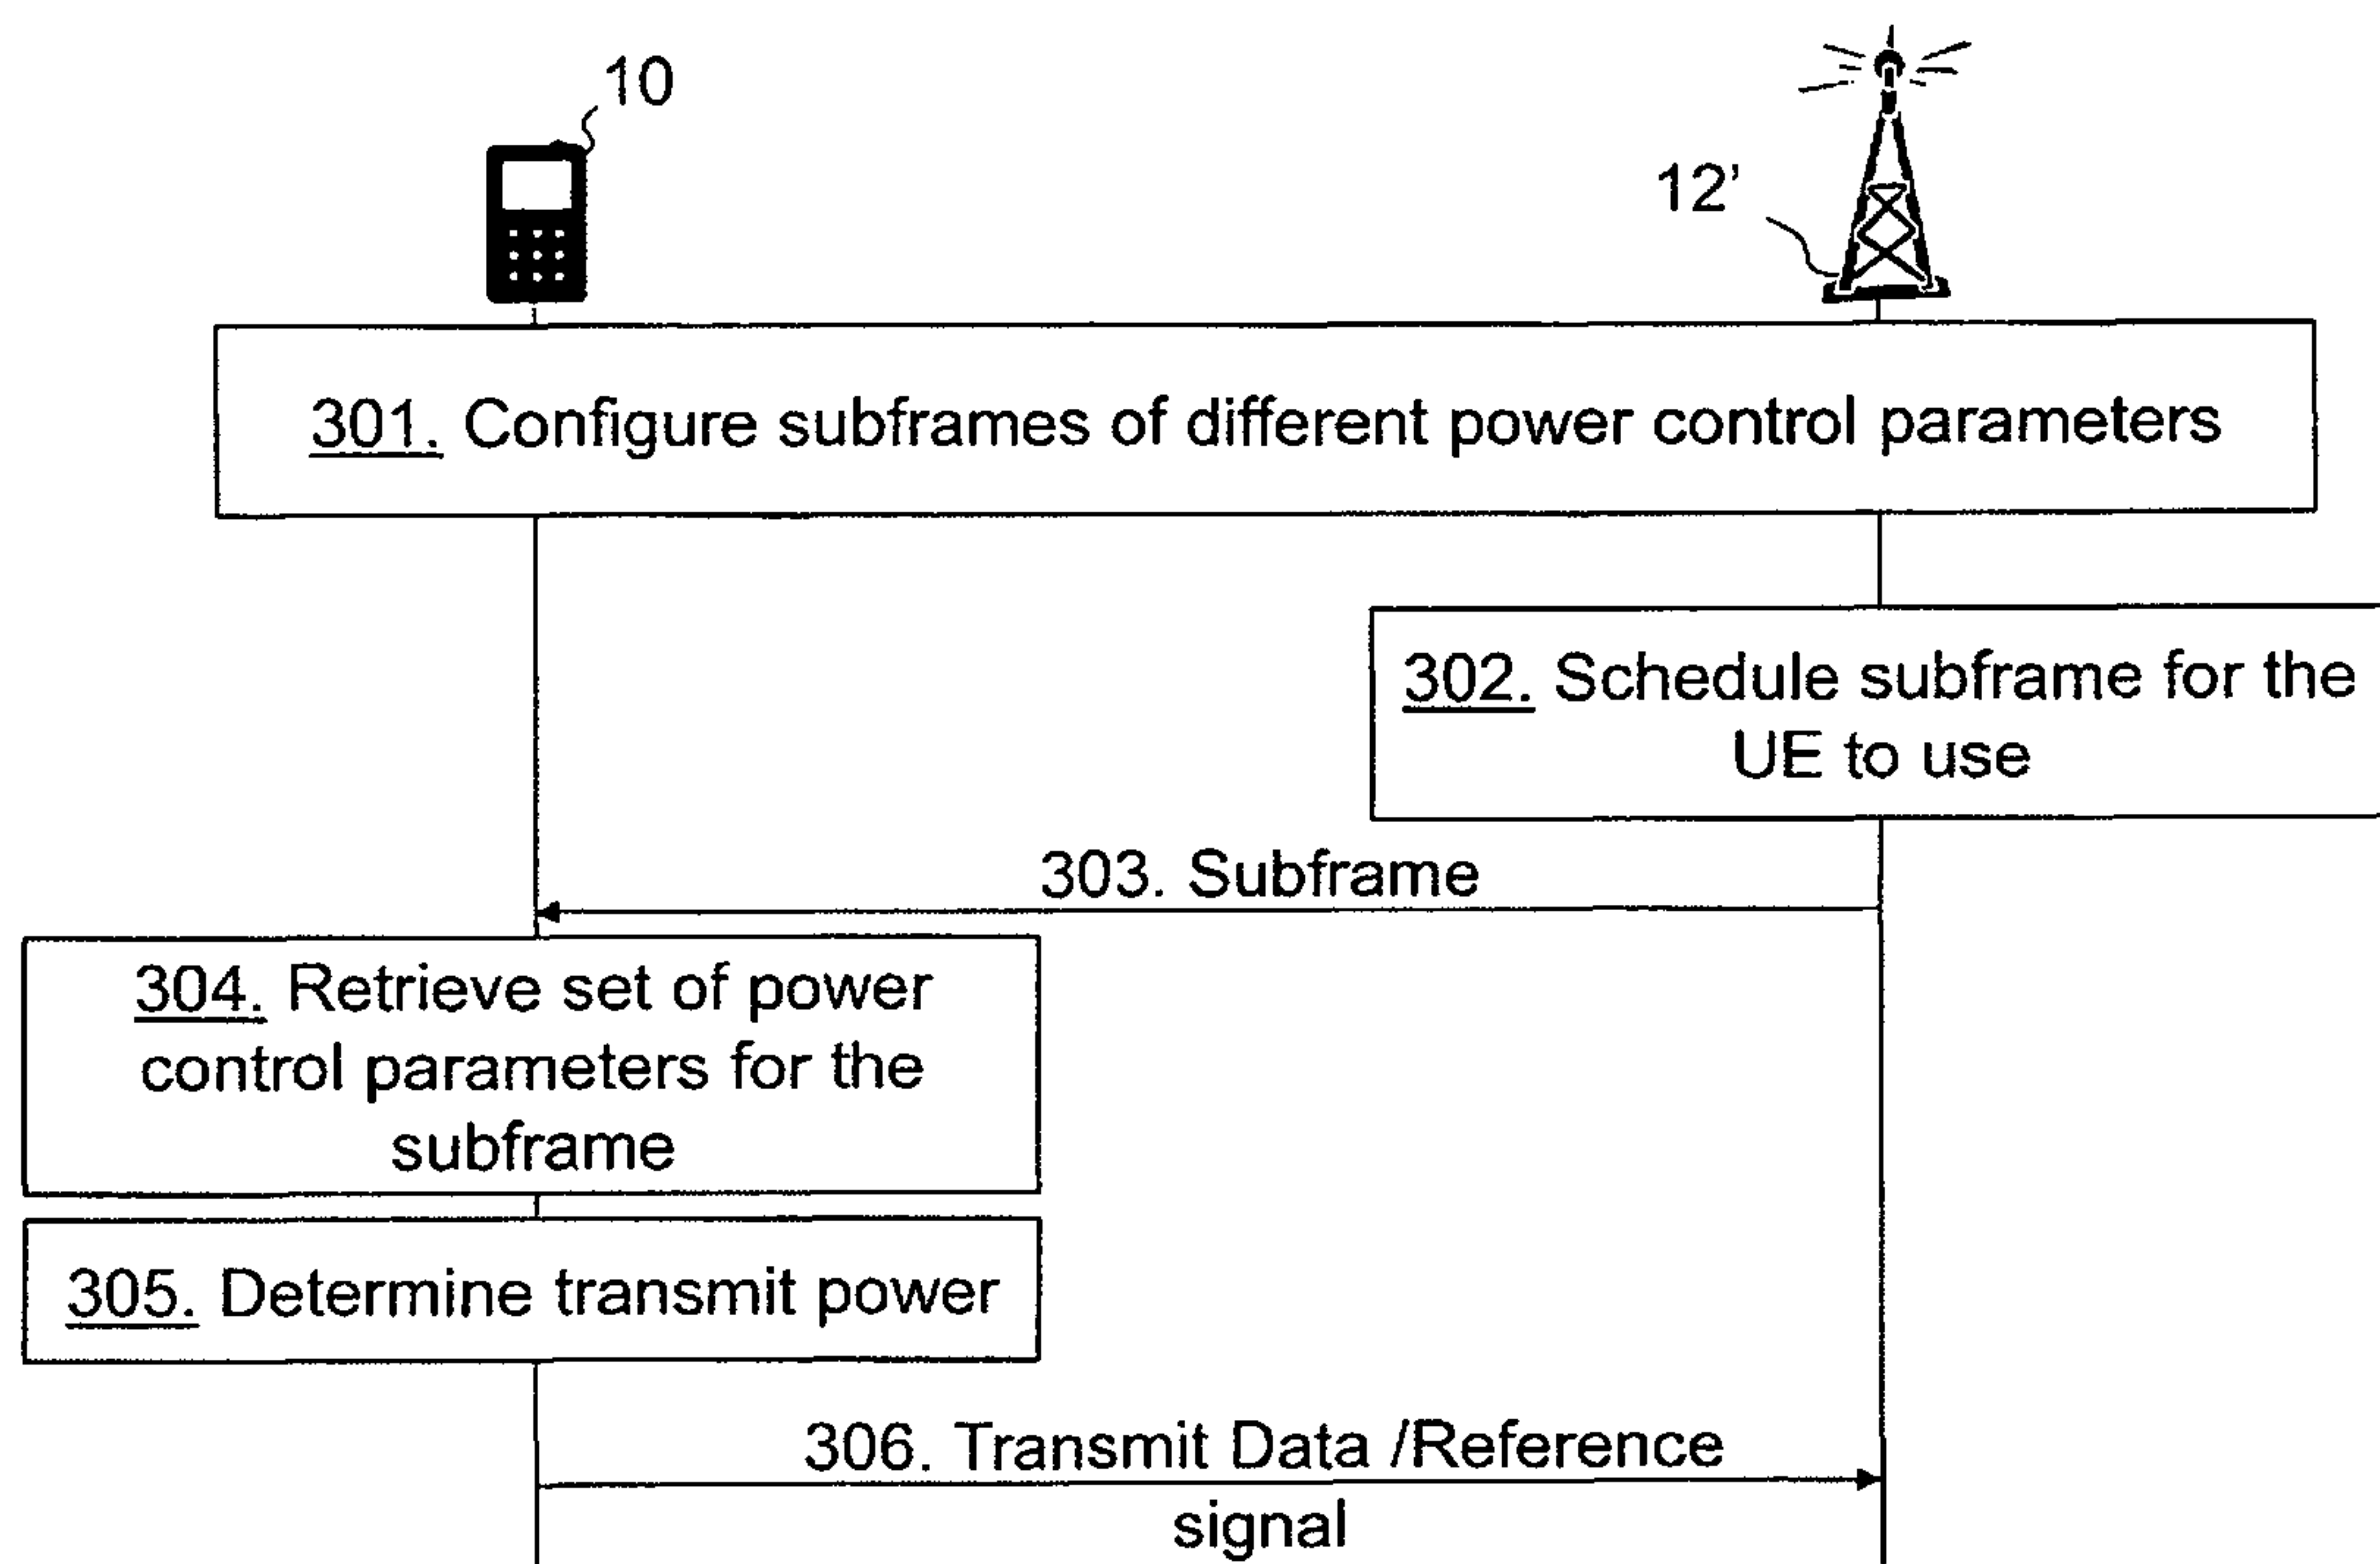 10
12'
301. Configure subframes of different power control parameters
302. Schedule subframe for the
UE to use
303. Subframe
304. Retrieve set of power
control parameters for the
subframe
305. Determine transmit power
306. Transmit Data /Reference
signal